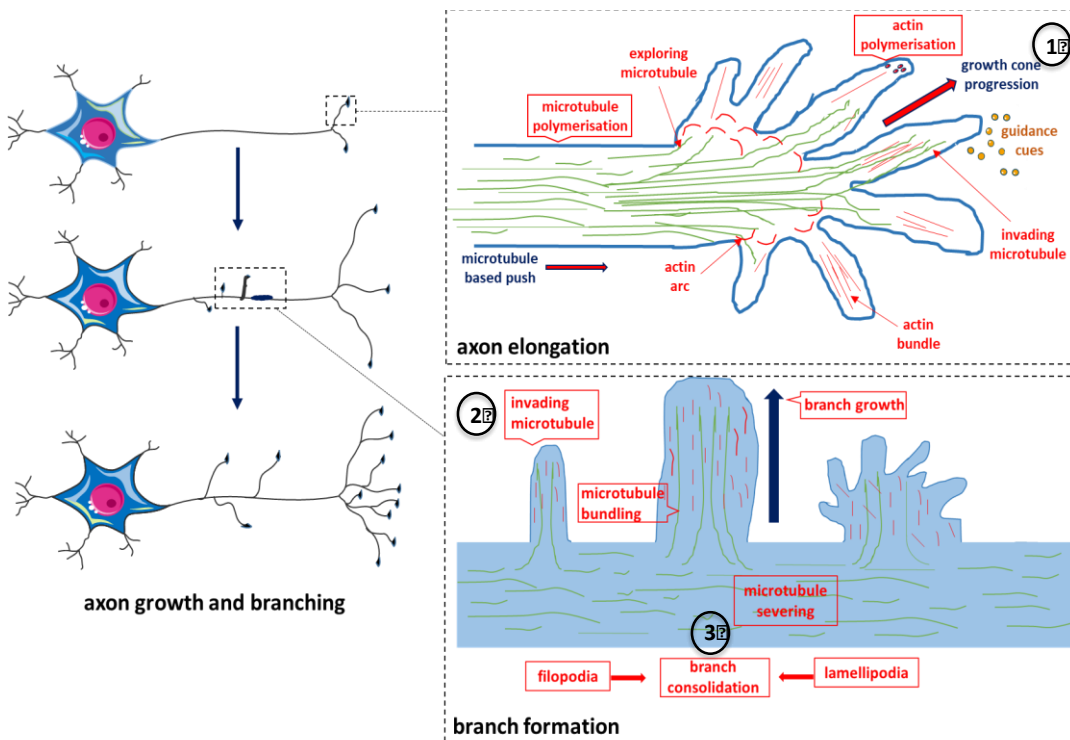 actin
polymerisation
1
exploring
microtubule
growth cone
progression
microtubule
polymerisation
guidance
cues
microtubule
based push
actin
arc
invading
microtubule
actin
bundle
axon elongation
2
invading
microtubule
branch growth
microtubule
bundling
microtubule
severing
3
filopodia
branch
consolidation
lamellipodia
branch formation
axon growth and branching